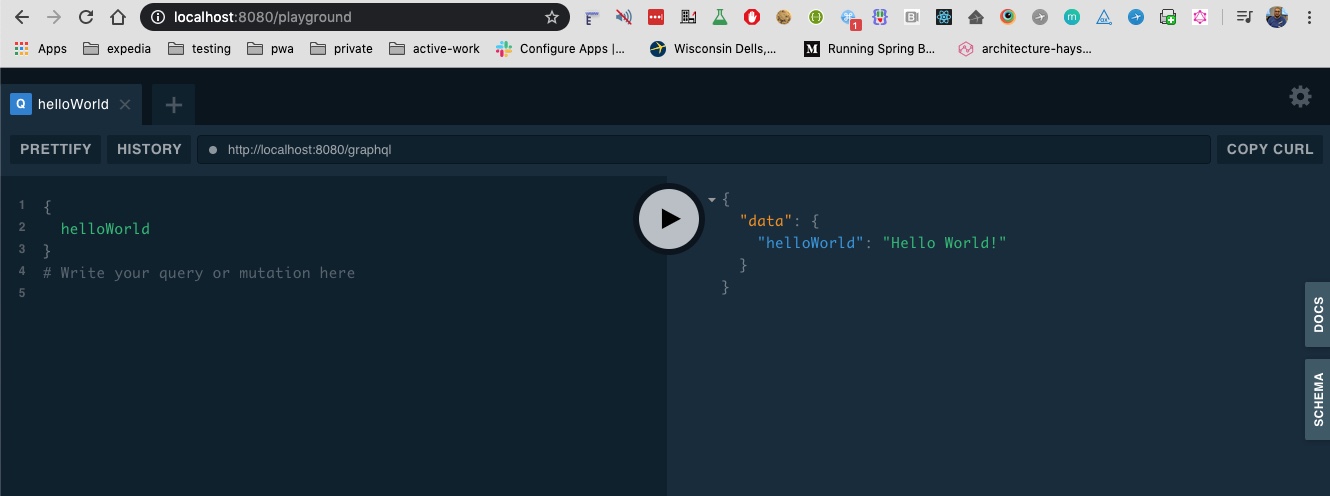 localhost:8080/playground
1
Apps expedia testing pwa private active-work Configure Apps |... Wisconsin Dells,... M Running Spring B... architecture-hays...
Q helloWorld
PRETTIFY HISTORY http://localhost:8080/graphql COPY CURL
1 {
2 helloWorld
3 }
4 # Write your query or mutation here
5
{
"data": {
"helloWorld": "Hello World!"
}
}
DOCS
SCHEMA